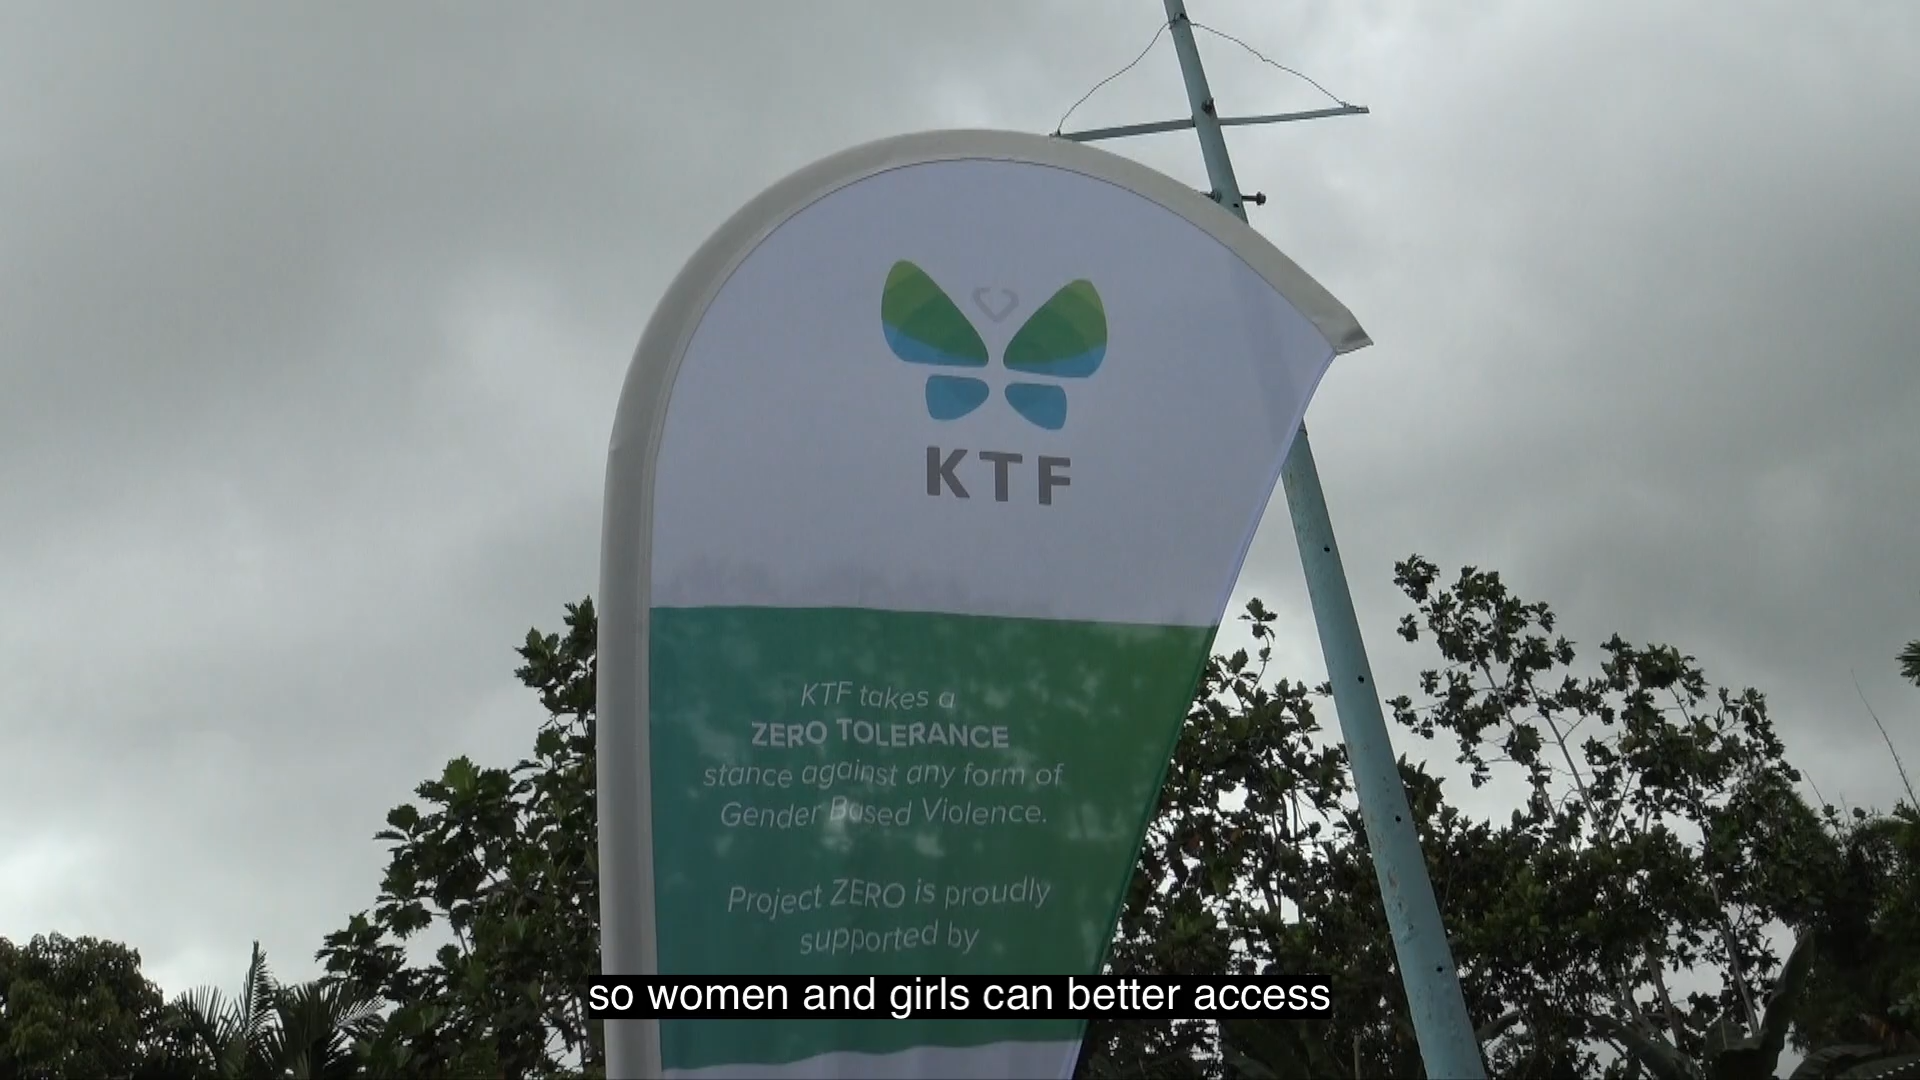 KTF
KTF takes a
ZERO TOLERANCE
stance against any form of
Gender Based Violence.
Project ZERO is proudly
supported by
so women and girls can better access